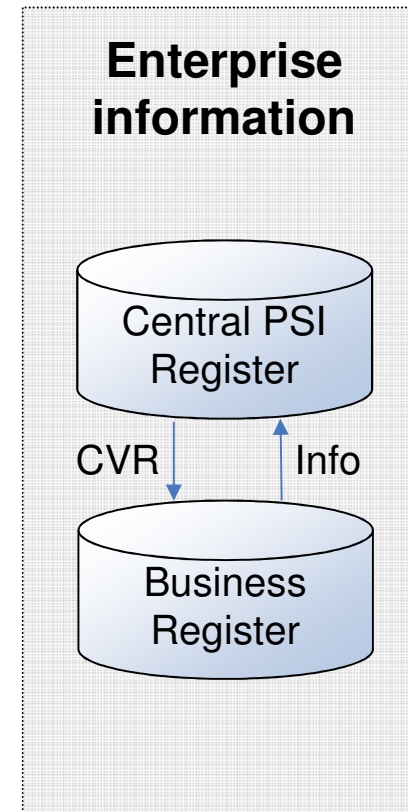 Enterprise
information
Central PSI
Register
CVR
Info
Business
Register